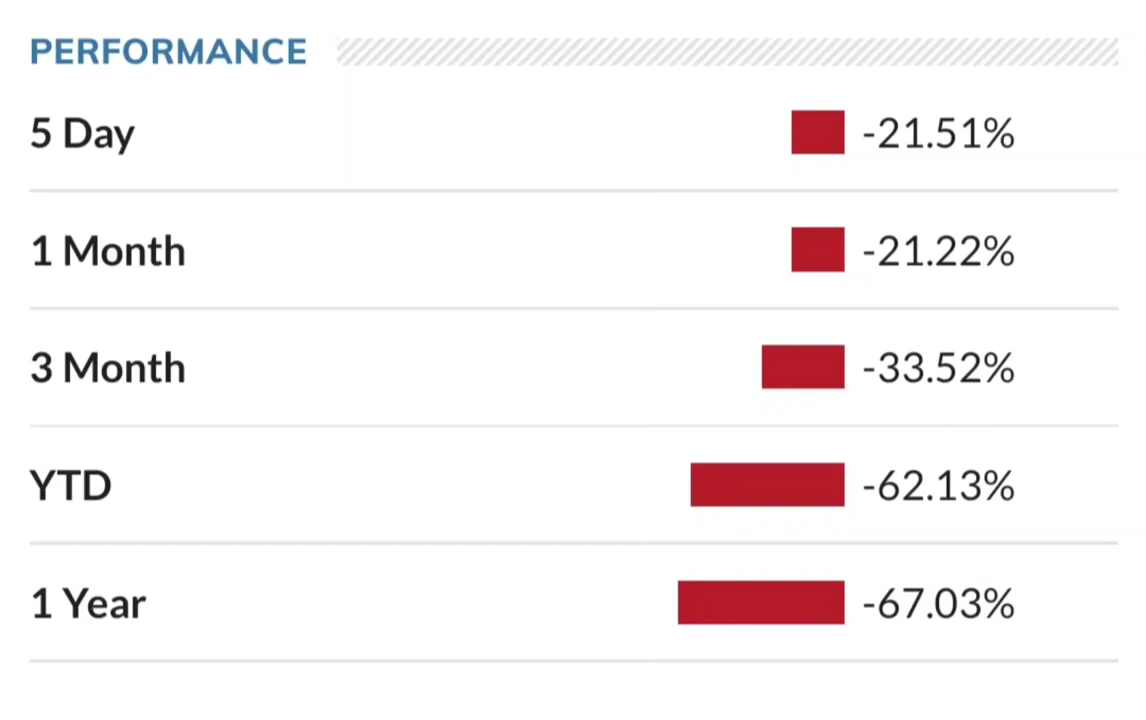 PERFORMANCE
5 Day -21.51%
1 Month -21.22%
3 Month -33.52%
YTD -62.13%
1 Year -67.03%